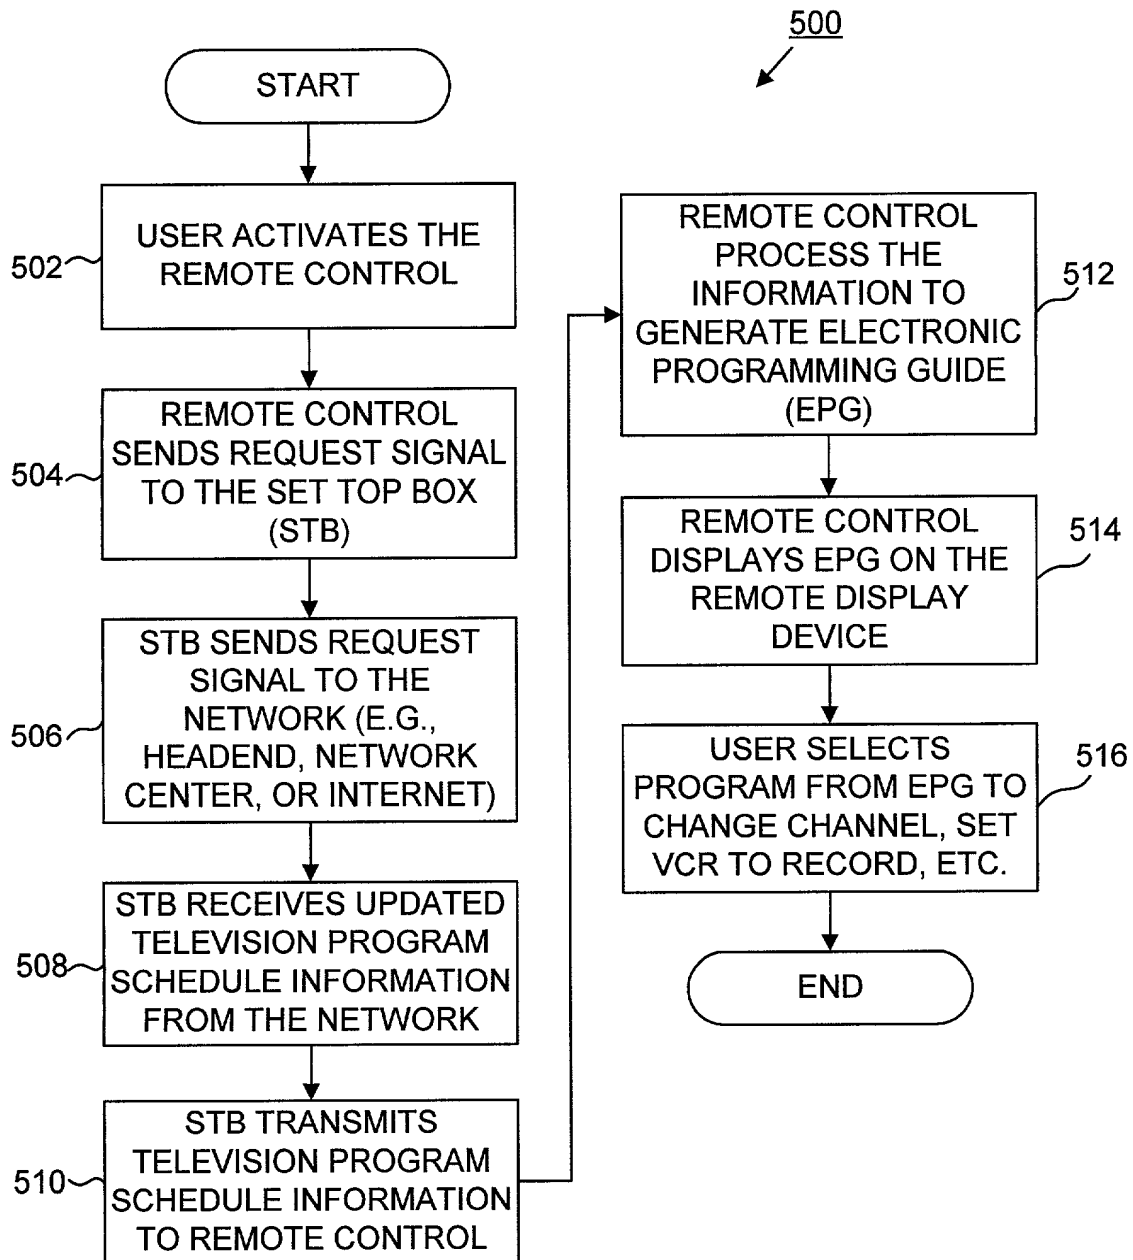 500
START
502
USER ACTIVATES THE
REMOTE CONTROL
504
REMOTE CONTROL
SENDS REQUEST SIGNAL
TO THE SET TOP BOX
(STB)
506
STB SENDS REQUEST
SIGNAL TO THE
NETWORK (E.G.,
HEADEND, NETWORK
CENTER, OR INTERNET)
508
STB RECEIVES UPDATED
TELEVISION PROGRAM
SCHEDULE INFORMATION
FROM THE NETWORK
510
STB TRANSMITS
TELEVISION PROGRAM
SCHEDULE INFORMATION
TO REMOTE CONTROL
REMOTE CONTROL
PROCESS THE
INFORMATION TO
GENERATE ELECTRONIC
PROGRAMMING GUIDE
(EPG)
512
REMOTE CONTROL
DISPLAYS EPG ON THE
REMOTE DISPLAY
DEVICE
514
USER SELECTS
PROGRAM FROM EPG TO
CHANGE CHANNEL, SET
VCR TO RECORD, ETC.
516
END